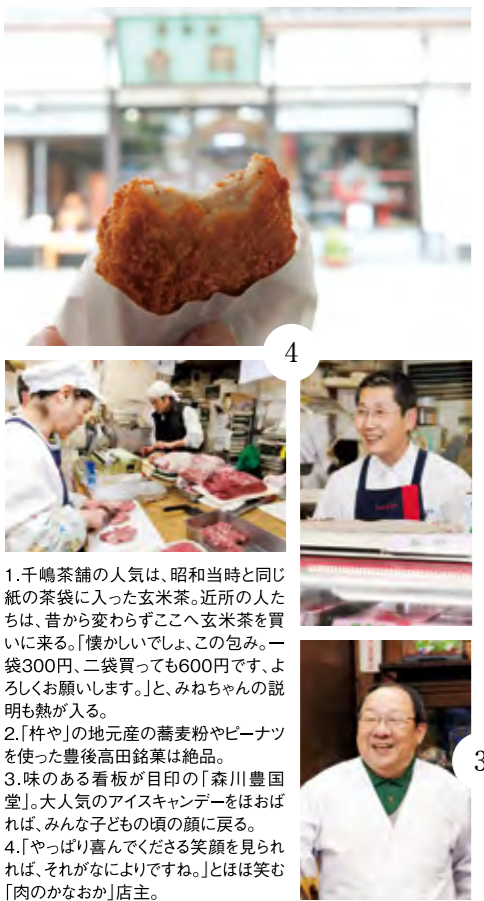 4
1.千嶋茶舗の人気は、昭和当時と同じ
紙の茶袋に入った玄米茶。近所の人た
ちは、昔から変わらずここへ玄米茶を買
いに来る。「懐かしいでしょ、この包み。一
袋300円、二袋買っても600円です、よ
ろしくお願いします。」と、みねちゃんの説
明も熱が入る。
2.「杵や」の地元産の蕎麦粉やピーナツ
を使った豊後高田銘菓は絶品。
3.味のある看板が目印の「森川豊国
堂」。大人気のアイスキャンデーをほおば
れば、みんな子どもの頃の顔に戻る。
4.「やっぱり喜んでくださる笑顔を見られ
れば、それがなによりですね。」とほほ笑む
「肉のかなおか」店主。
3